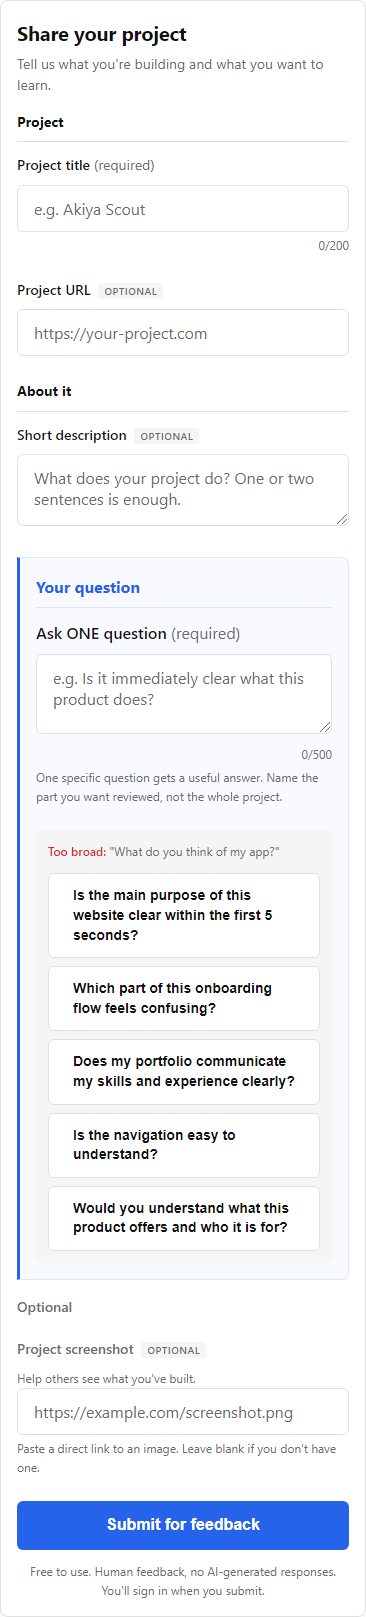 Share your project
Tell us what you're building and what you want to
learn.
Project
Project title (required)
e.g. Akiya Scout
0/200
Project URL OPTIONAL
https://your-project.com
About it
Short description OPTIONAL
What does your project do? One or two
sentences is enough.
Your question
Ask ONE question (required)
e.g. Is it immediately clear what this
product does?
0/500
One specific question gets a useful answer. Name the
part you want reviewed, not the whole project.
Too broad: "What do you think of my app?"
Is the main purpose of this
website clear within the first 5
seconds?
Which part of this onboarding
flow feels confusing?
Does my portfolio communicate
my skills and experience clearly?
Is the navigation easy to
understand?
Would you understand what this
product offers and who it is for?
Optional
Project screenshot OPTIONAL
Help others see what you've built.
https://example.com/screenshot.png
Paste a direct link to an image. Leave blank if you don't have
one.
Submit for feedback
Free to use. Human feedback, no AI-generated responses.
You'll sign in when you submit.